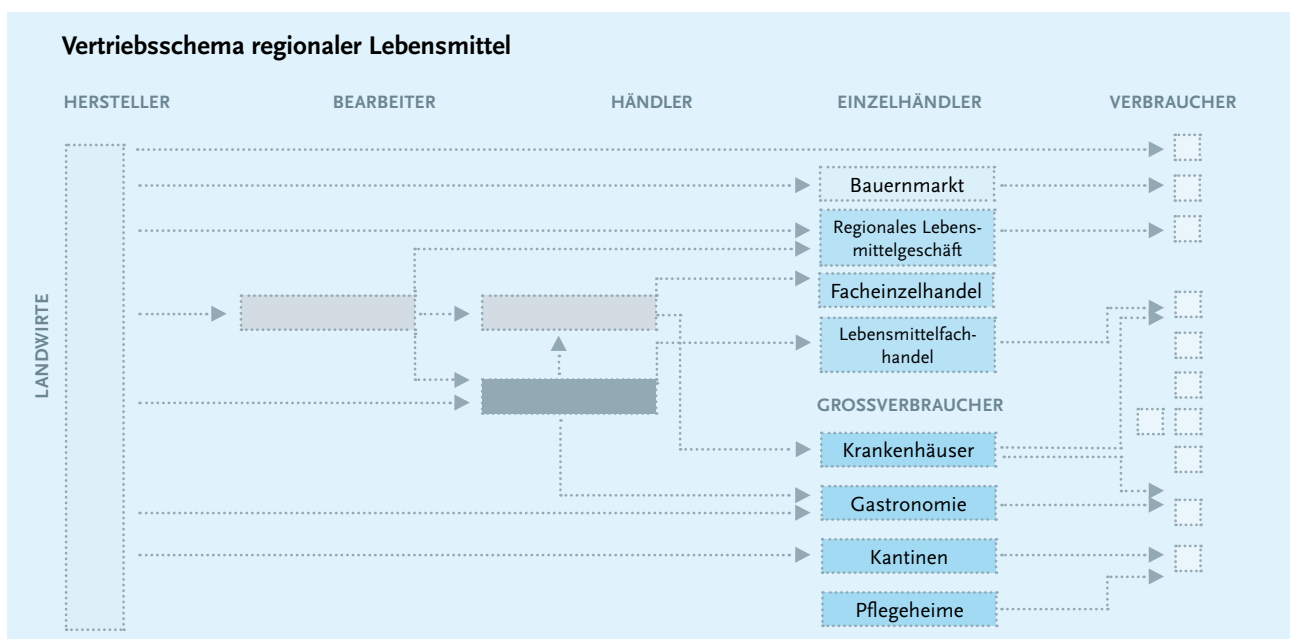 Vertriebsschema regionaler Lebensmittel
HERSTELLER
BEARBEITER
HÄNDLER
EINZELHÄNDLER
VERBRAUCHER
LANDWIRTE
Bauernmarkt
Regionales Lebens-
mittelgeschäft
Facheinzelhandel
Lebensmittelfach-
handel
GROSSVERBRAUCHER
Krankenhäuser
Gastronomie
Kantinen
Pflegeheime